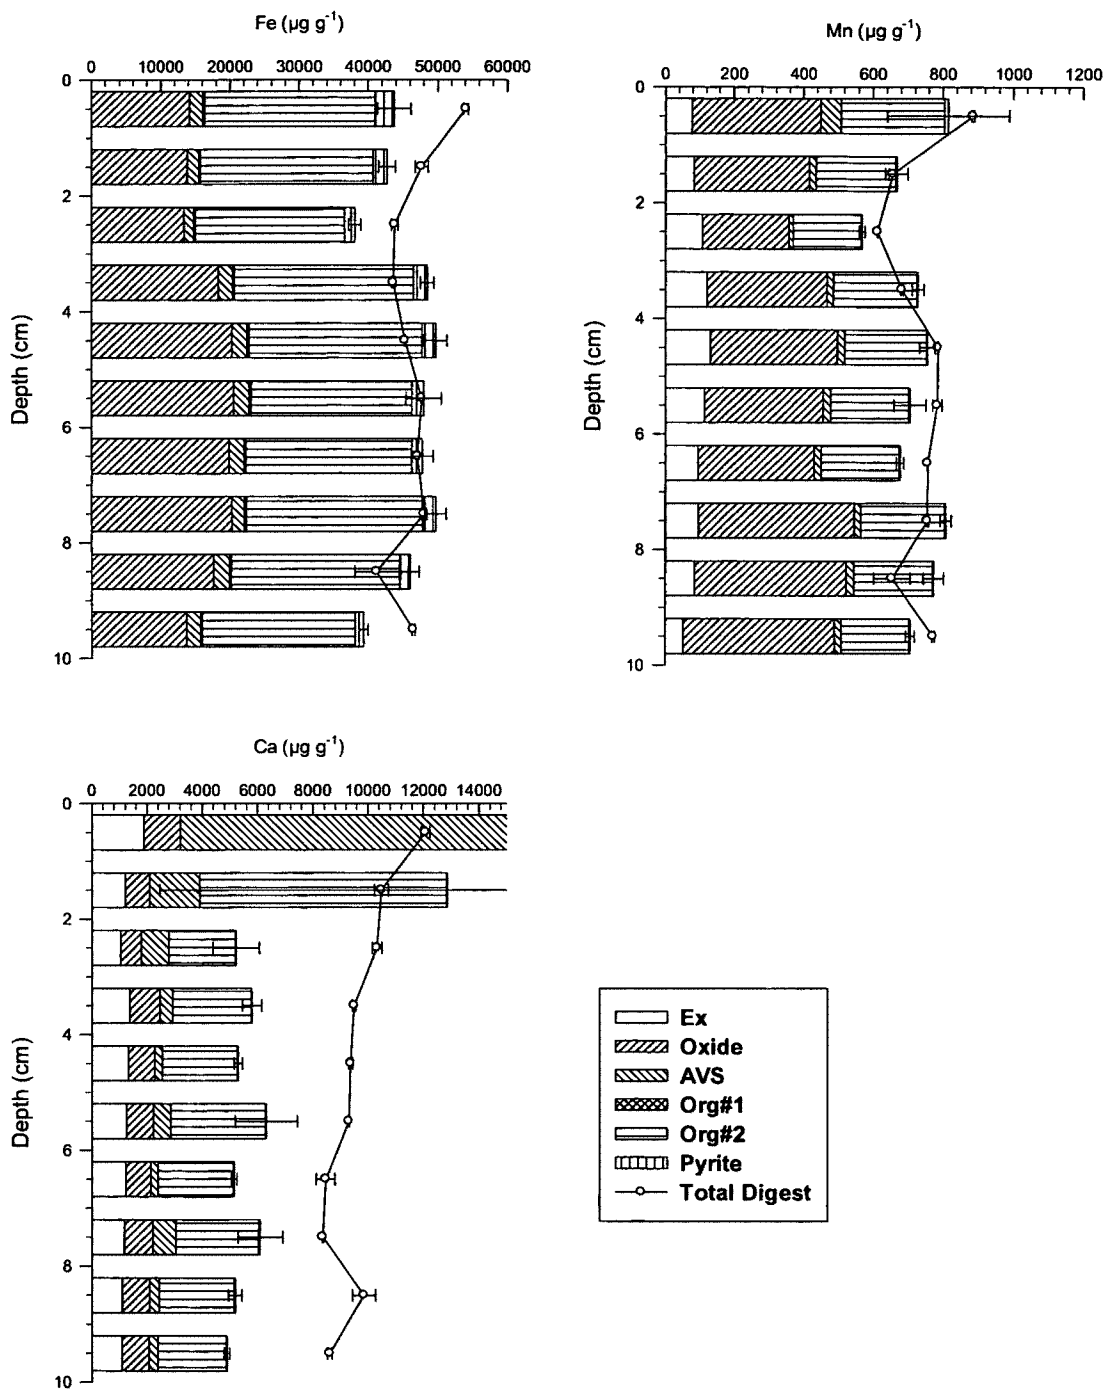 Fe (µg g⁻¹)
0 10000 20000 30000 40000 50000 60000
0
2
4
6
8
10
Depth (cm)
Mn (µg g⁻¹)
0 200 400 600 800 1000 1200
0
2
4
6
8
10
Depth (cm)
Ca (µg g⁻¹)
0 2000 4000 6000 8000 10000 12000 14000
0
2
4
6
8
10
Depth (cm)
Ex
Oxide
AVS
Org#1
Org#2
Pyrite
Total Digest